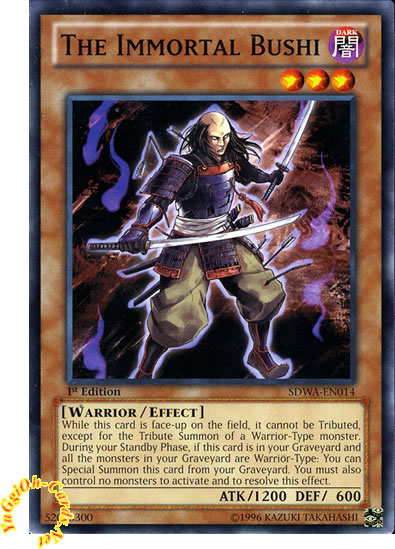 The Immortal Bushi
DARK
闇
1st Edition
SDWA-EN014
[Warrior / Effect]
While this card is face-up on the field, it cannot be Tributed,
except for the Tribute Summon of a Warrior-Type monster.
During your Standby Phase, if this card is in your Graveyard and
all the monsters in your Graveyard are Warrior-Type: You can
Special Summon this card from your Graveyard. You must also
control no monsters to activate and to resolve this effect.
ATK/1200 DEF/ 600
©1996 KAZUKI TAKAHASHI
YuGeiOh-Cards.Net